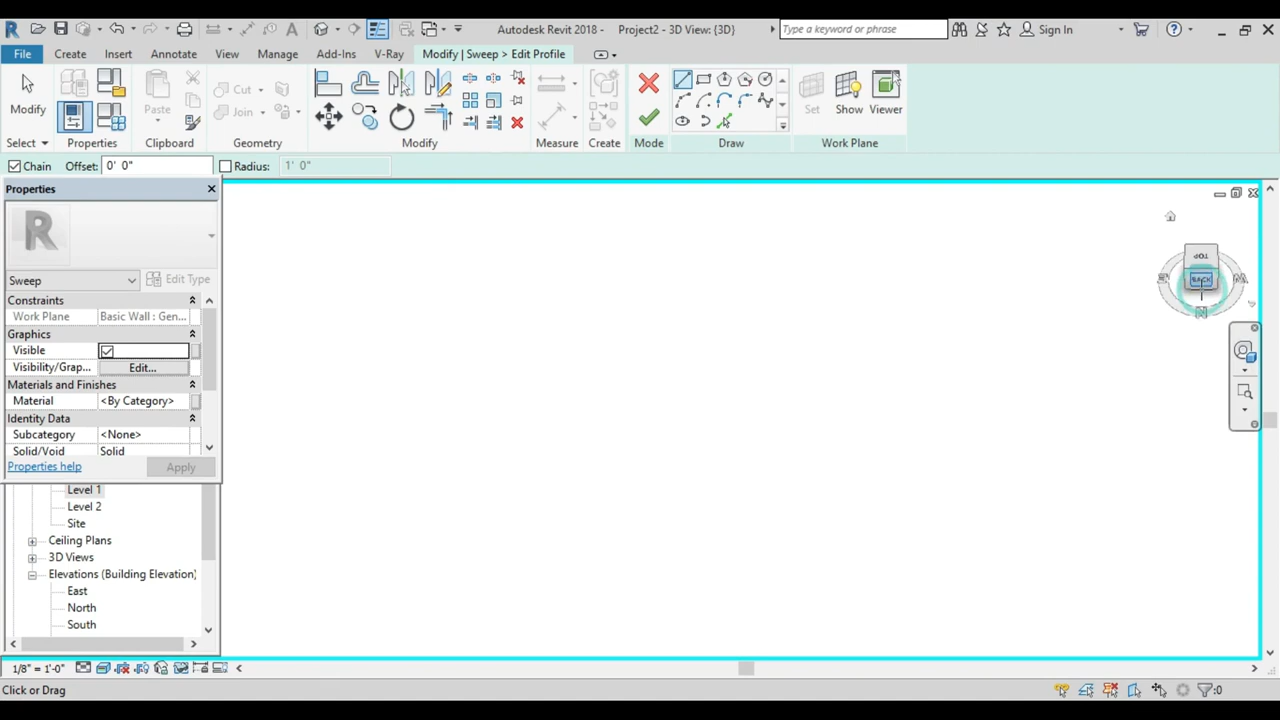 Autodesk Revit 2018 - Project2 - 3D View: {3D}
Type a keyword or phrase
Sign In
File Create Insert Annotate View Manage Add-Ins V-Ray Modify | Sweep > Edit Profile
Modify
Paste
Cut
Join
Set
Show
Viewer
Select Properties Clipboard Geometry Modify Measure Create Mode Draw Work Plane
Chain Offset: 0' 0" Radius: 1' 0"
Properties
R
Sweep Edit Type
Constraints
Work Plane Basic Wall : Gen...
Graphics
Visible
Visibility/Grap... Edit...
Materials and Finishes
Material <By Category>
Identity Data
Subcategory <None>
Solid/Void Solid
Properties help Apply
Level 1
Level 2
Site
Ceiling Plans
3D Views
Elevations (Building Elevation)
East
North
South
TOP
BACK
N
1/8" = 1'-0"
Click or Drag
:0